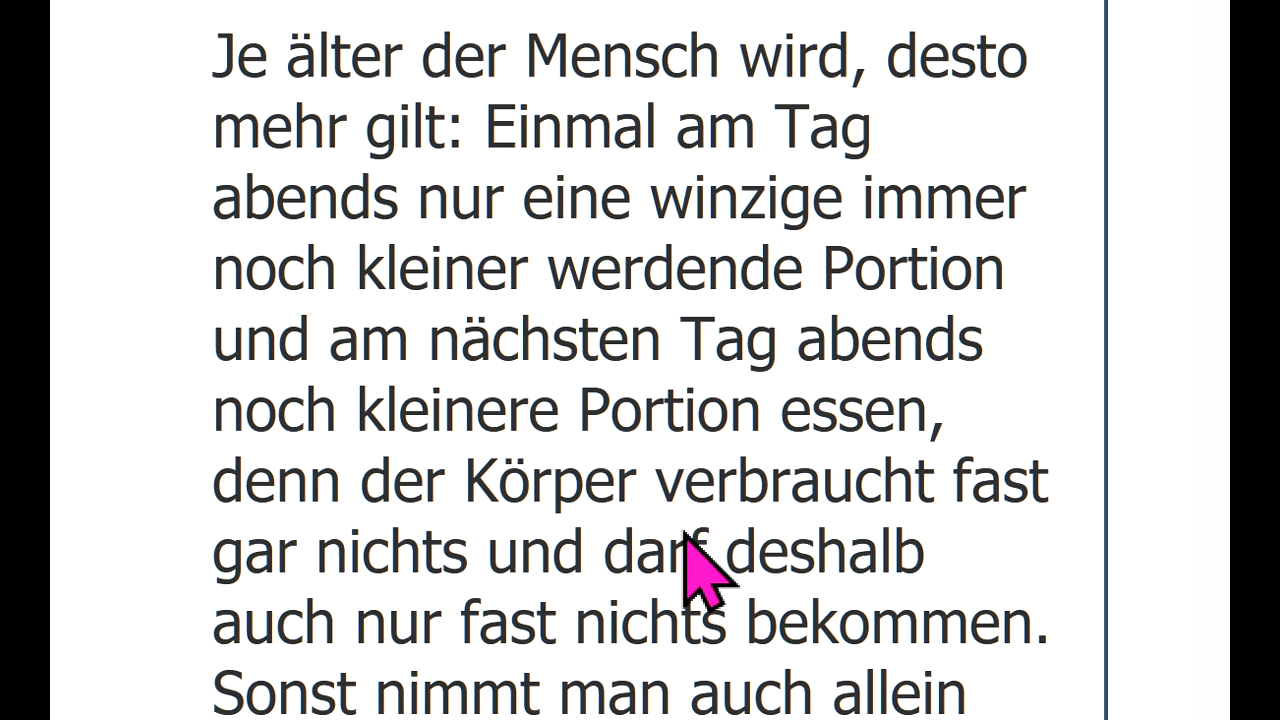 Je älter der Mensch wird, desto
mehr gilt: Einmal am Tag
abends nur eine winzige immer
noch kleiner werdende Portion
und am nächsten Tag abends
noch kleinere Portion essen,
denn der Körper verbraucht fast
gar nichts und darf deshalb
auch nur fast nichts bekommen.
Sonst nimmt man auch allein